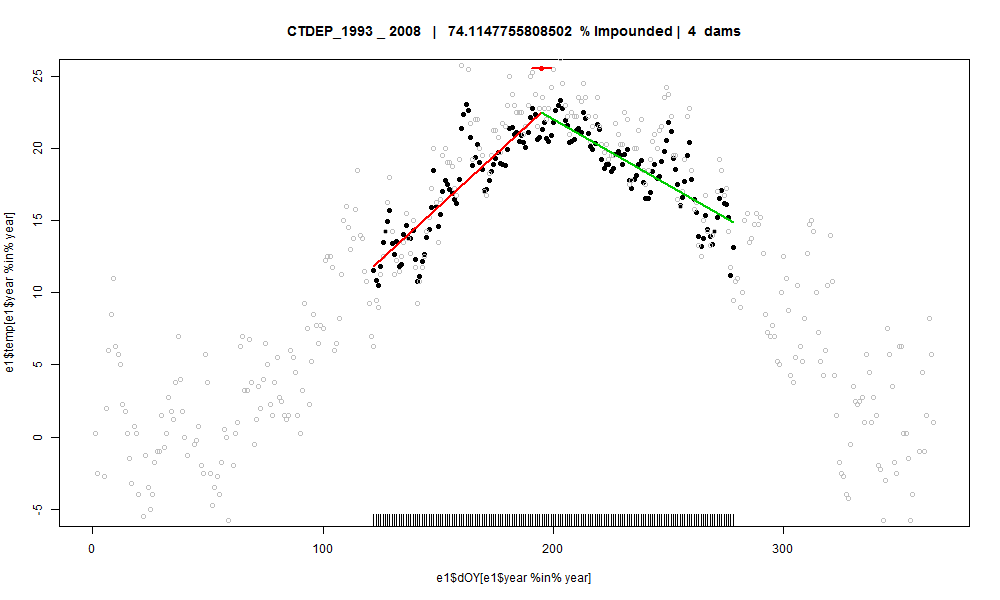 CTDEP_1993 _ 2008 | 74.1147755808502 % Impounded | 4 dams
e1$temp[e1$year %in% year]
25
20
15
10
5
0
-5
0 100 200 300
e1$dOY[e1$year %in% year]